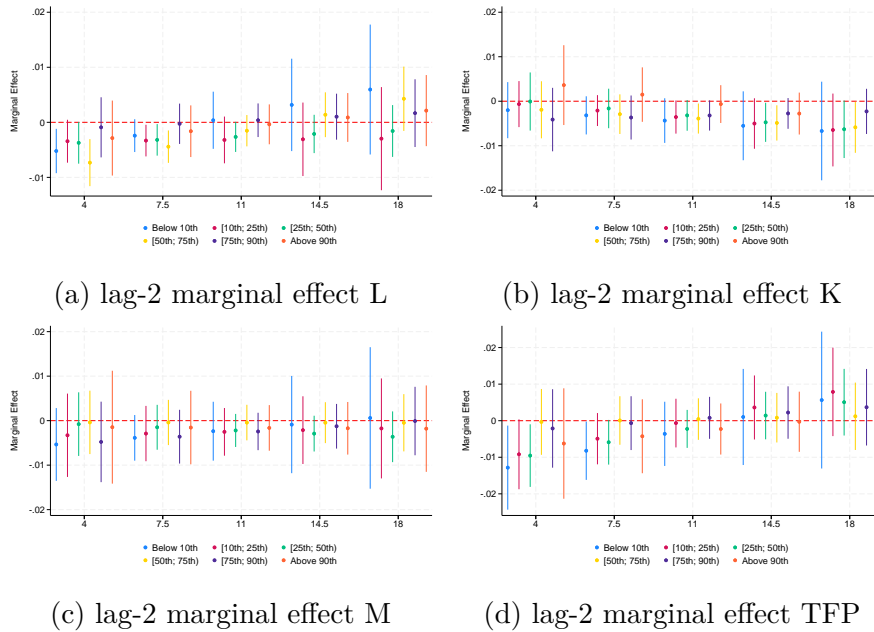 .02
.01
0
-.01
Marginal Effect
4 7.5 11 14.5 18
Below 10th [10th; 25th) [25th; 50th)
[50th; 75th) [75th; 90th) Above 90th
(a) lag-2 marginal effect L
.02
.01
0
-.01
-.02
Marginal Effect
4 7.5 11 14.5 18
Below 10th [10th; 25th) [25th; 50th)
[50th; 75th) [75th; 90th) Above 90th
(b) lag-2 marginal effect K
.02
.01
0
-.01
-.02
Marginal Effect
4 7.5 11 14.5 18
Below 10th [10th; 25th) [25th; 50th)
[50th; 75th) [75th; 90th) Above 90th
(c) lag-2 marginal effect M
.02
.01
0
-.01
-.02
Marginal Effect
4 7.5 11 14.5 18
Below 10th [10th; 25th) [25th; 50th)
[50th; 75th) [75th; 90th) Above 90th
(d) lag-2 marginal effect TFP